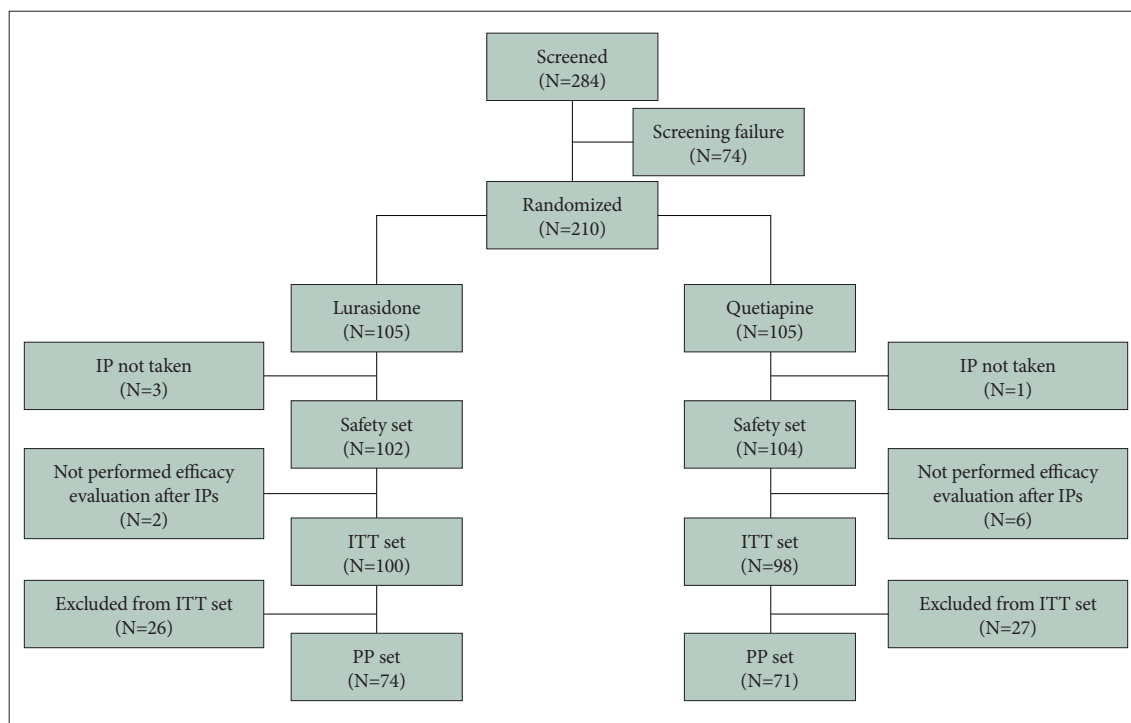 Screened
(N=284)
Screening failure
(N=74)
Randomized
(N=210)
Lurasidone
(N=105)
Quetiapine
(N=105)
IP not taken
(N=3)
IP not taken
(N=1)
Safety set
(N=102)
Safety set
(N=104)
Not performed efficacy
evaluation after IPs
(N=2)
Not performed efficacy
evaluation after IPs
(N=6)
ITT set
(N=100)
ITT set
(N=98)
Excluded from ITT set
(N=26)
Excluded from ITT set
(N=27)
PP set
(N=74)
PP set
(N=71)